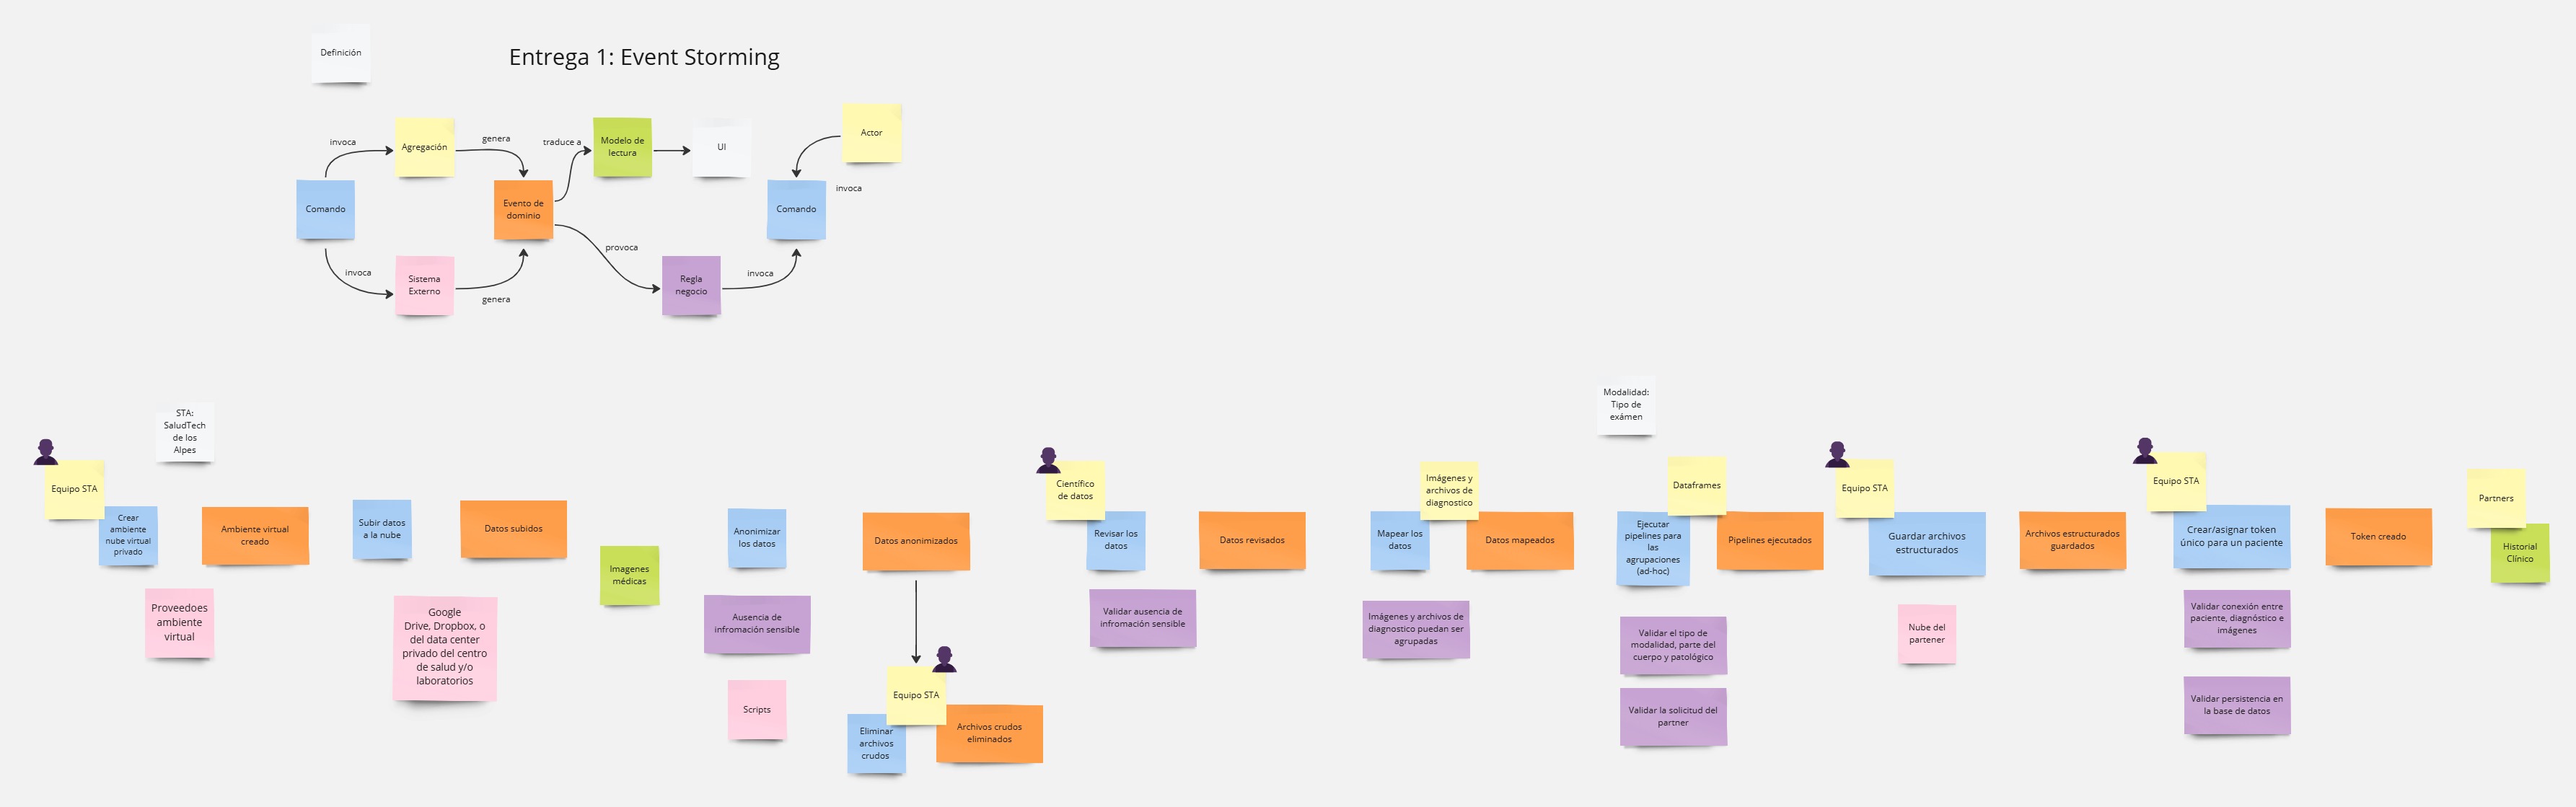 Definición
Entrega 1: Event Storming
invoca
Agregación
genera
traduce a
Modelo de
lectura
UI
Actor
invoca
Comando
Evento de
dominio
Comando
invoca
Sistema
Externo
genera
provoca
Regla
negocio
invoca
STA:
SaludTech
de los
Alpes
Equipo STA
Crear
ambiente
nube virtual
privado
Ambiente virtual
creado
Proveedoes
ambiente
virtual
Subir datos
a la nube
Datos subidos
Google
Drive, Dropbox, o
del data center
privado del centro
de salud y/o
laboratorios
Imagenes
médicas
Anonimizar
los datos
Ausencia de
infromación sensible
Scripts
Datos anonimizados
Equipo STA
Eliminar
archivos
crudos
Archivos crudos
eliminados
Científico
de datos
Revisar los
datos
Datos revisados
Validar ausencia de
infromación sensible
Imágenes y
archivos de
diagnostico
Mapear los
datos
Datos mapeados
Imágenes y archivos de
diagnostico puedan ser
agrupadas
Modalidad:
Tipo de
exámen
Dataframes
Ejecutar
pipelines para
las
agrupaciones
(ad-hoc)
Pipelines ejecutados
Validar el tipo de
modalidad, parte del
cuerpo y patológico
Validar la solicitud del
partner
Equipo STA
Guardar archivos
estructurados
Archivos estructurados
guardados
Nube del
partener
Equipo STA
Crear/asignar token
único para un paciente
Token creado
Validar conexión entre
paciente, diagnóstico e
imágenes
Validar persistencia en
la base de datos
Partners
Historial
Clínico